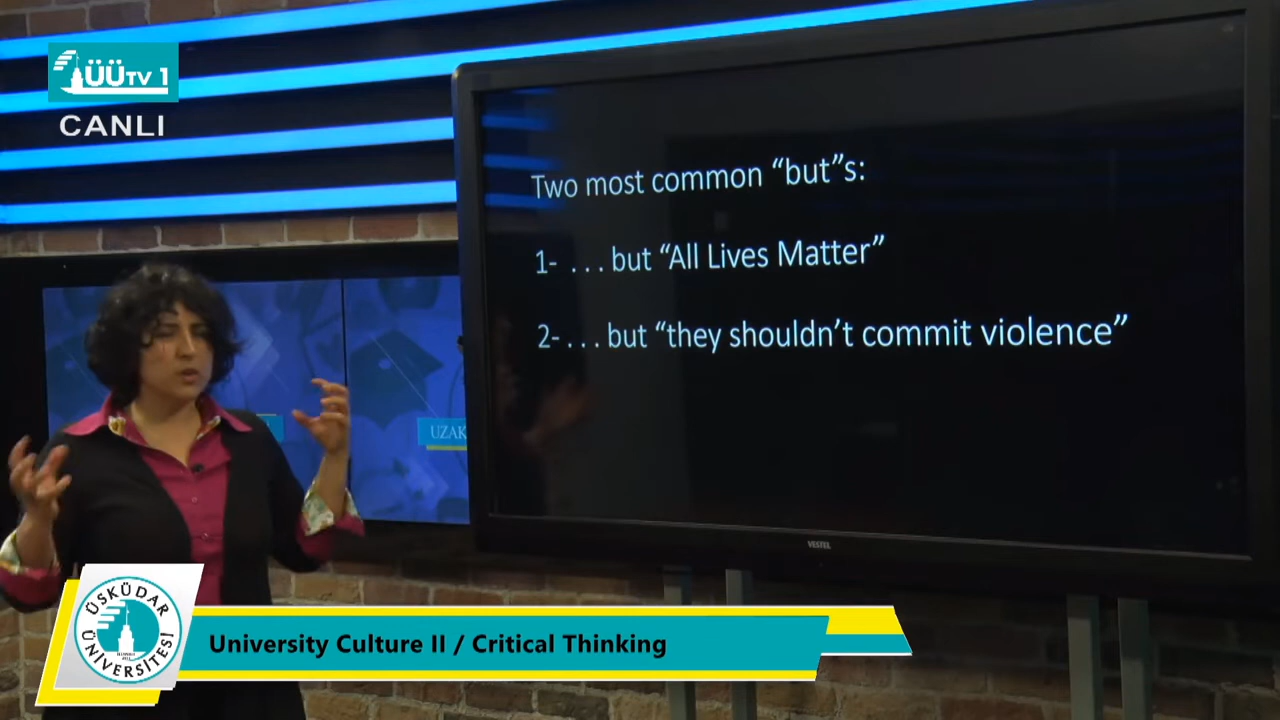 ÜÜTV 1
CANLI
Two most common “but”s:
1- . . . but “All Lives Matter”
2- . . . but “they shouldn’t commit violence”
UZAK
VESTEL
ÜSKÜDAR ÜNİVERSİTESİ
University Culture II / Critical Thinking